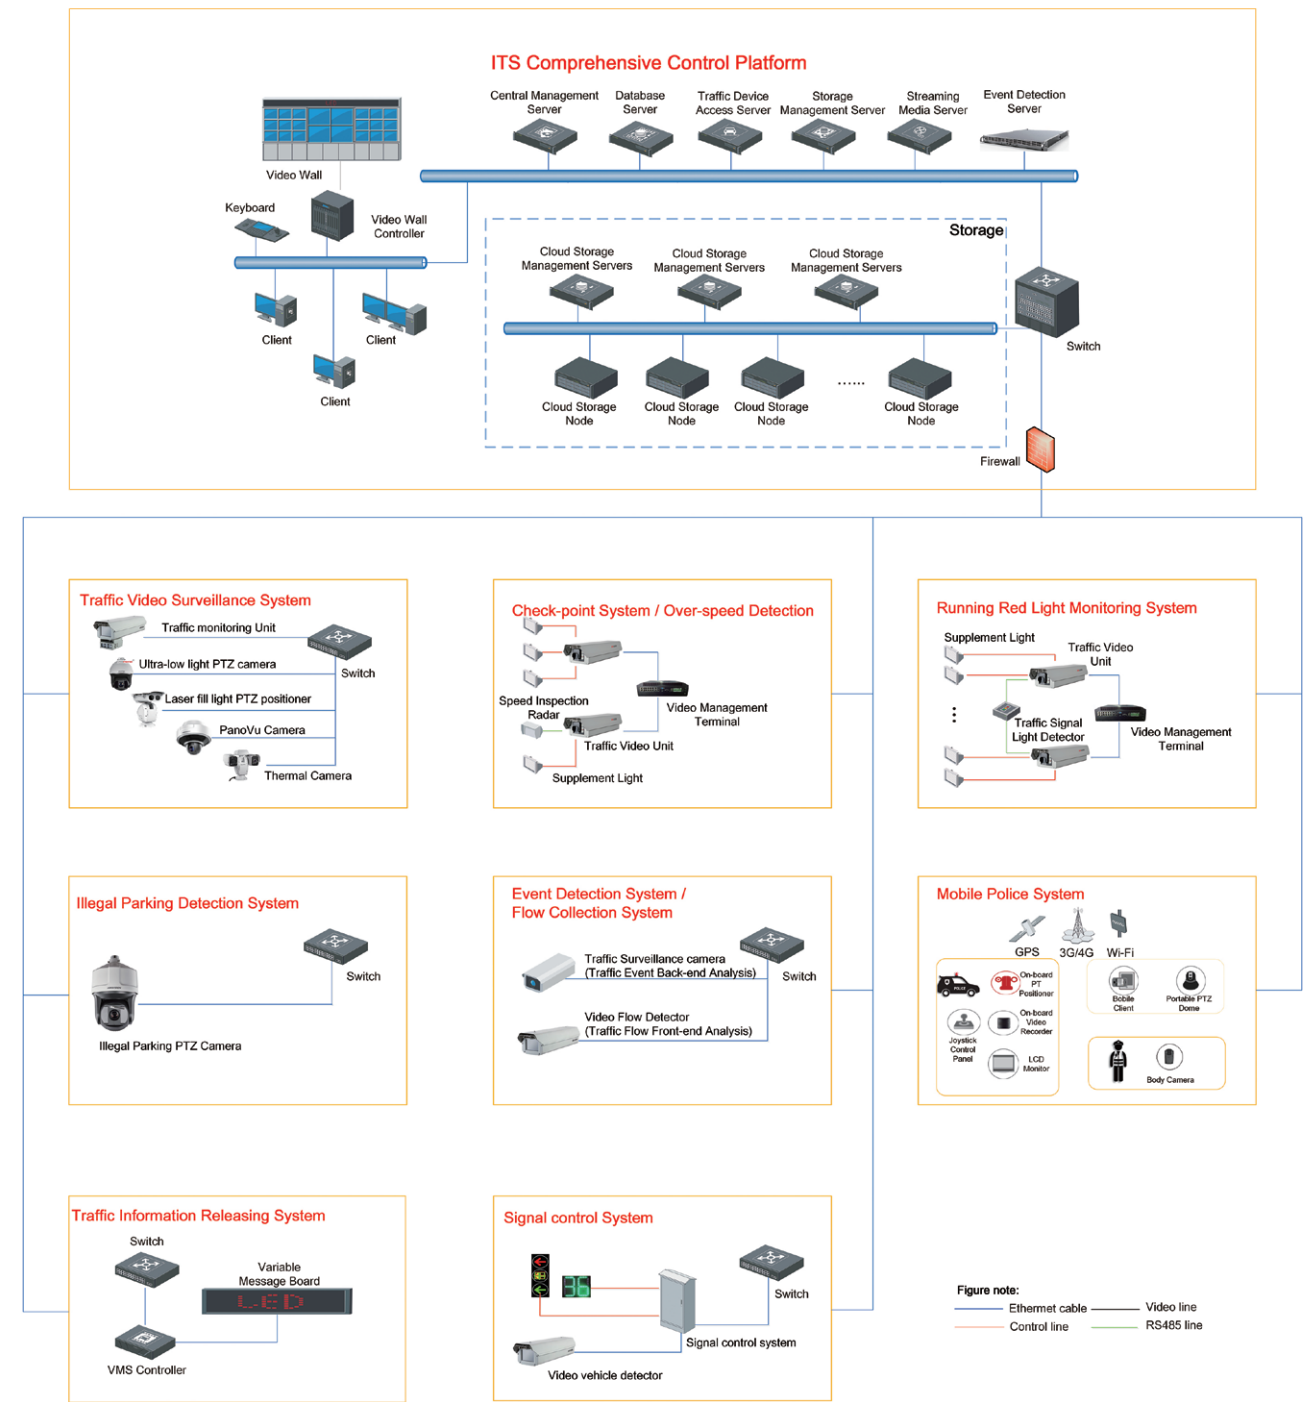 ITS Comprehensive Control Platform
Central Management
Server
Database
Server
Traffic Device
Access Server
Storage
Management Server
Streaming
Media Server
Event Detection
Server
Video Wall
Keyboard
Video Wall
Controller
Client
Client
Client
Storage
Cloud Storage
Management Servers
Cloud Storage
Management Servers
Cloud Storage
Management Servers
Cloud Storage
Node
Cloud Storage
Node
Cloud Storage
Node
......
Cloud Storage
Node
Switch
Firewall
Traffic Video Surveillance System
Traffic monitoring Unit
Ultra-low light PTZ camera
Laser fill light PTZ positioner
PanoVu Camera
Thermal Camera
Switch
Check-point System / Over-speed Detection
Speed Inspection
Radar
Video Management
Terminal
Traffic Video Unit
Supplement Light
Running Red Light Monitoring System
Supplement Light
Traffic Video
Unit
Traffic Signal
Light Detector
Video Management
Terminal
Illegal Parking Detection System
Switch
Illegal Parking PTZ Camera
Event Detection System /
Flow Collection System
Traffic Surveillance camera
(Traffic Event Back-end Analysis)
Switch
Video Flow Detector
(Traffic Flow Front-end Analysis)
Mobile Police System
GPS
3G/4G
Wi-Fi
POLICE
On-board
PT
Positioner
Joystick
Control
Panel
On-board
Video
Recorder
LCD
Monitor
Bobile
Client
Portable PTZ
Dome
Body Camera
Traffic Information Releasing System
Switch
Variable
Message Board
LED
VMS Controller
Signal control System
36
Switch
Signal control system
Video vehicle detector
Figure note:
Ethermet cable
Video line
Control line
RS485 line